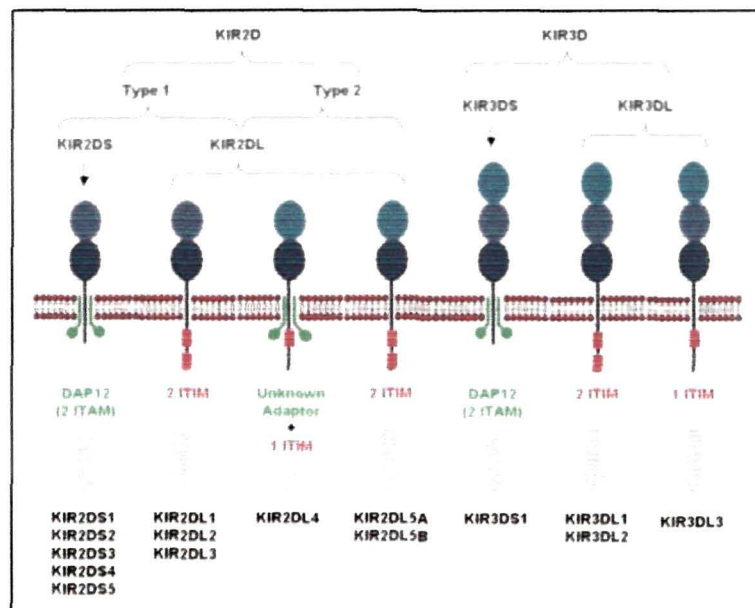 KIR2D KIR3D
Type 1 Type 2
KIR2DS KIR2DL KIR3DS KIR3DL
DAP12
(2 ITAM)
2 ITIM
Unknown
Adaptor
+
1 ITIM
2 ITIM
DAP12
(2 ITAM)
2 ITIM
1 ITIM
KIR2DS1
KIR2DS2
KIR2DS3
KIR2DS4
KIR2DS5
KIR2DL1
KIR2DL2
KIR2DL3
KIR2DL4
KIR2DL5A
KIR2DL5B
KIR3DS1
KIR3DL1
KIR3DL2
KIR3DL3